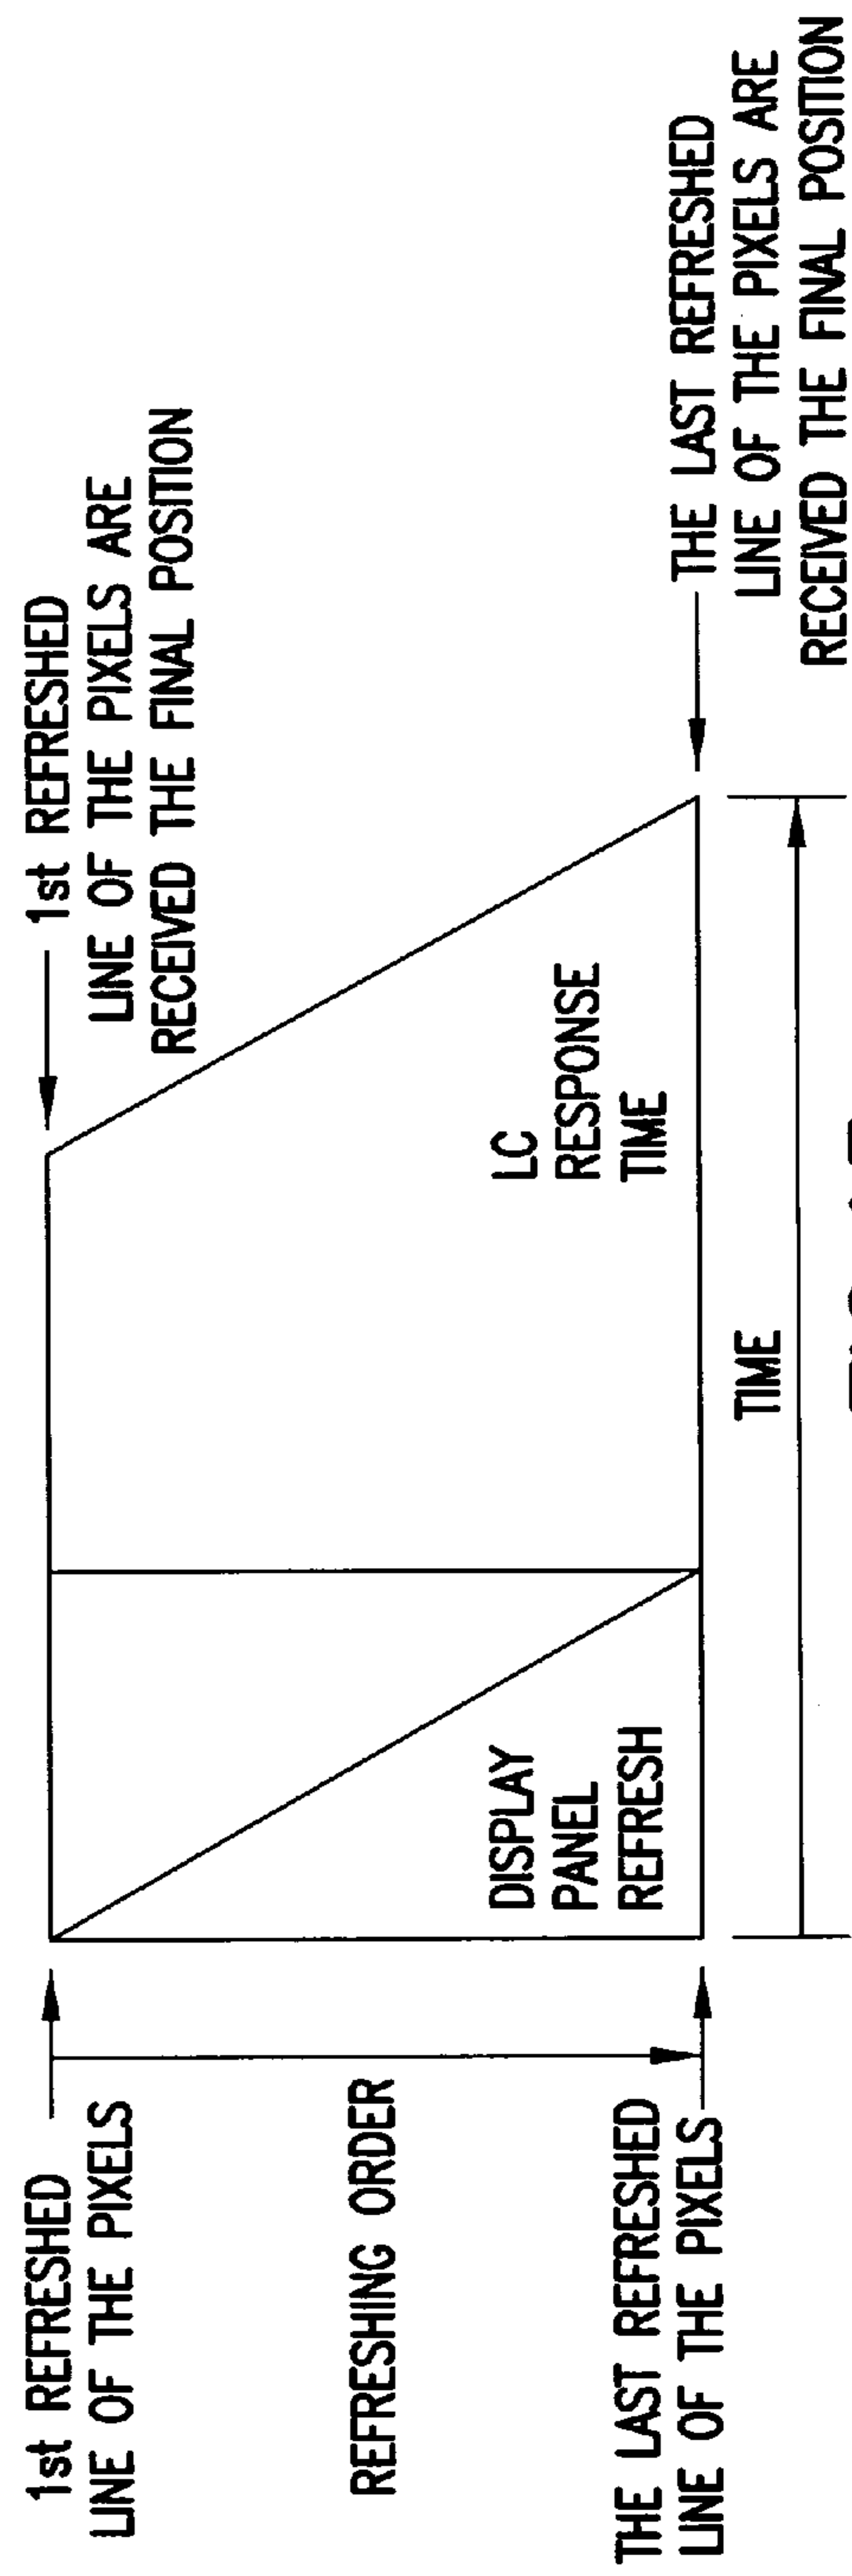 1st REFRESHED
LINE OF THE PIXELS
REFRESHING ORDER
THE LAST REFRESHED
LINE OF THE PIXELS
DISPLAY
PANEL
REFRESH
LC
RESPONSE
TIME
TIME
1st REFRESHED
LINE OF THE PIXELS ARE
RECEIVED THE FINAL POSITION
THE LAST REFRESHED
LINE OF THE PIXELS ARE
RECEIVED THE FINAL POSITION